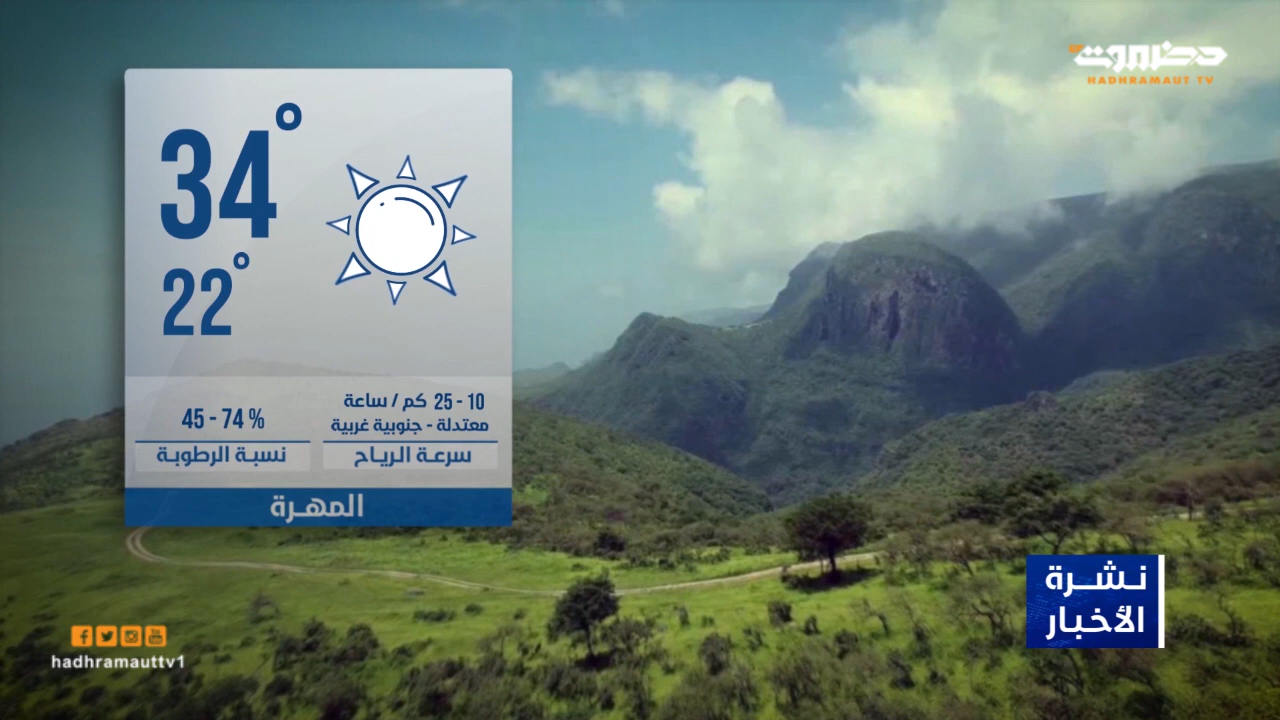 حضرموت
HADHRAMAUT TV
34°
22°
10 - 25 كم / ساعة
معتدلة - جنوبية غربية
سرعة الرياح
45 - 74 %
نسبة الرطوبة
المهرة
نشرة
الأخبار
hadhramauttv1